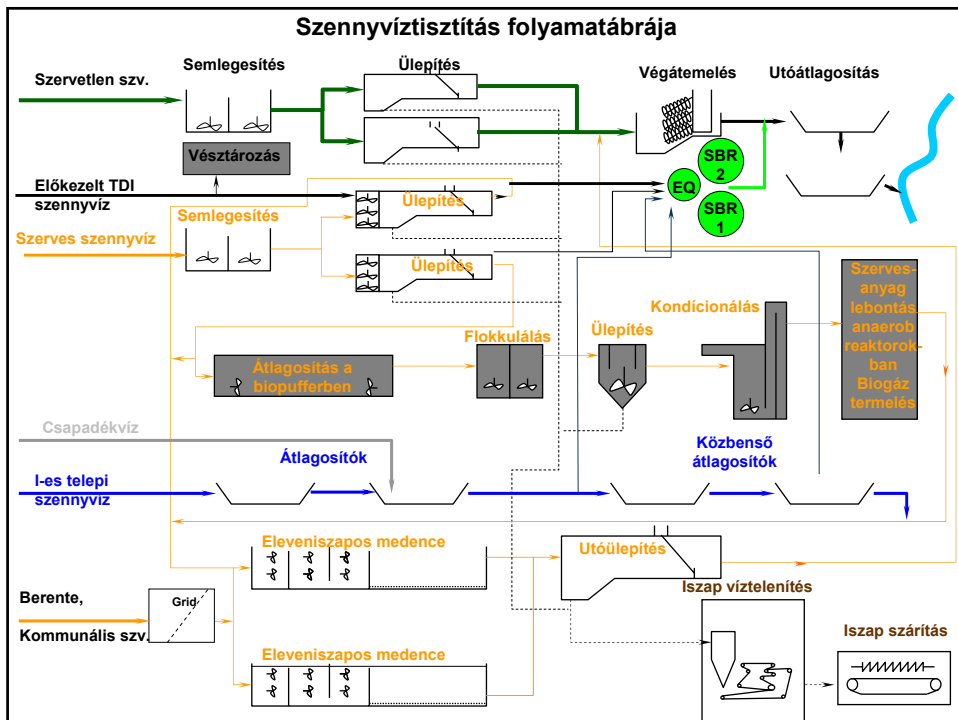 Szennyvíztisztítás folyamatábrája
Szervetlen szv.
Semlegesítés
Ülepítés
Végátemelés
Utóátlagosítás
Vésztározás
SBR
2
EQ
SBR
1
Előkezelt TDI
szennyvíz
Ülepítés
Semlegesítés
Szerves szennyvíz
Ülepítés
Szerves-
anyag
lebontás
anaerob
reaktorok-
ban
Biogáz
termelés
Kondícionálás
Flokkulálás
Ülepítés
Átlagosítás a
biopufferben
Csapadékvíz
Átlagosítók
Közbenső
átlagosítók
I-es telepi
szennyvíz
Eleveniszapos medence
Utóülepítés
Iszap víztelenítés
Berente,
Grid
Kommunális szv.
Iszap szárítás
Eleveniszapos medence